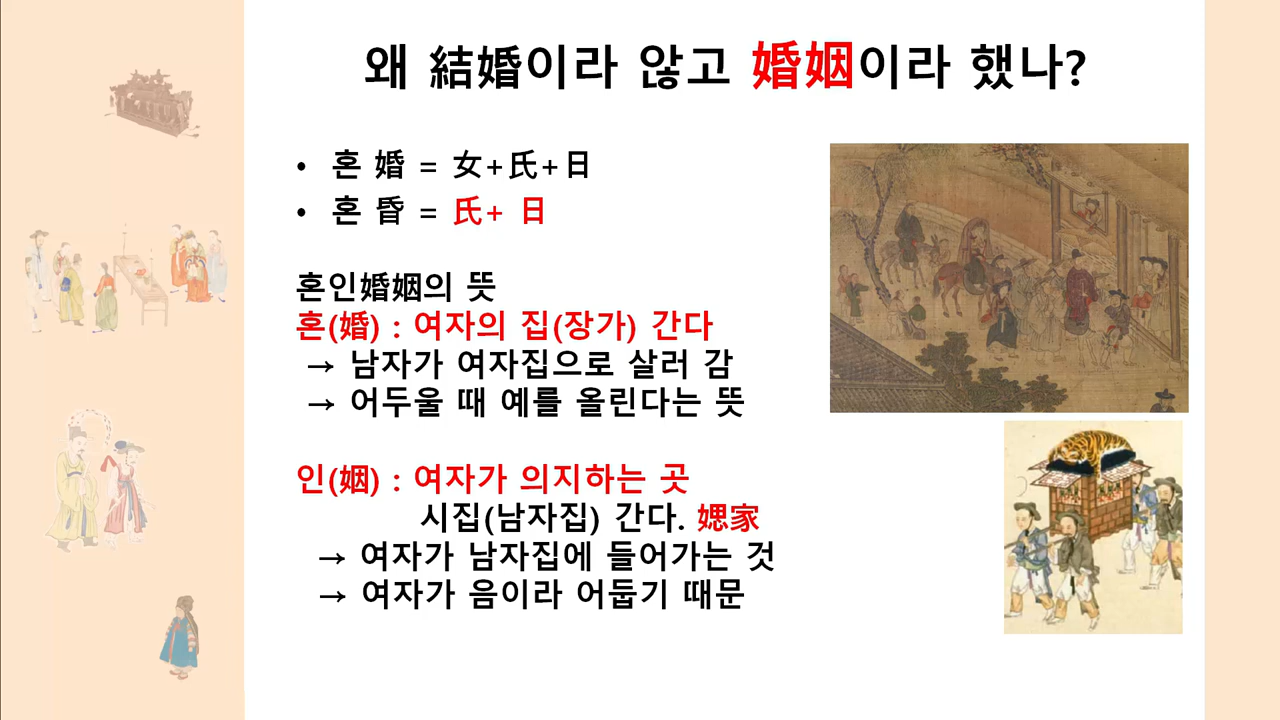 왜 結婚이라 않고 婚姻이라 했나?
• 혼 婚 = 女+氏+日
• 혼 昏 = 氏+ 日
혼인婚姻의 뜻
혼(婚) : 여자의 집(장가) 간다
→ 남자가 여자집으로 살러 감
→ 어두울 때 예를 올린다는 뜻
인(姻) : 여자가 의지하는 곳
시집(남자집) 간다. 媤家
→ 여자가 남자집에 들어가는 것
→ 여자가 음이라 어둡기 때문